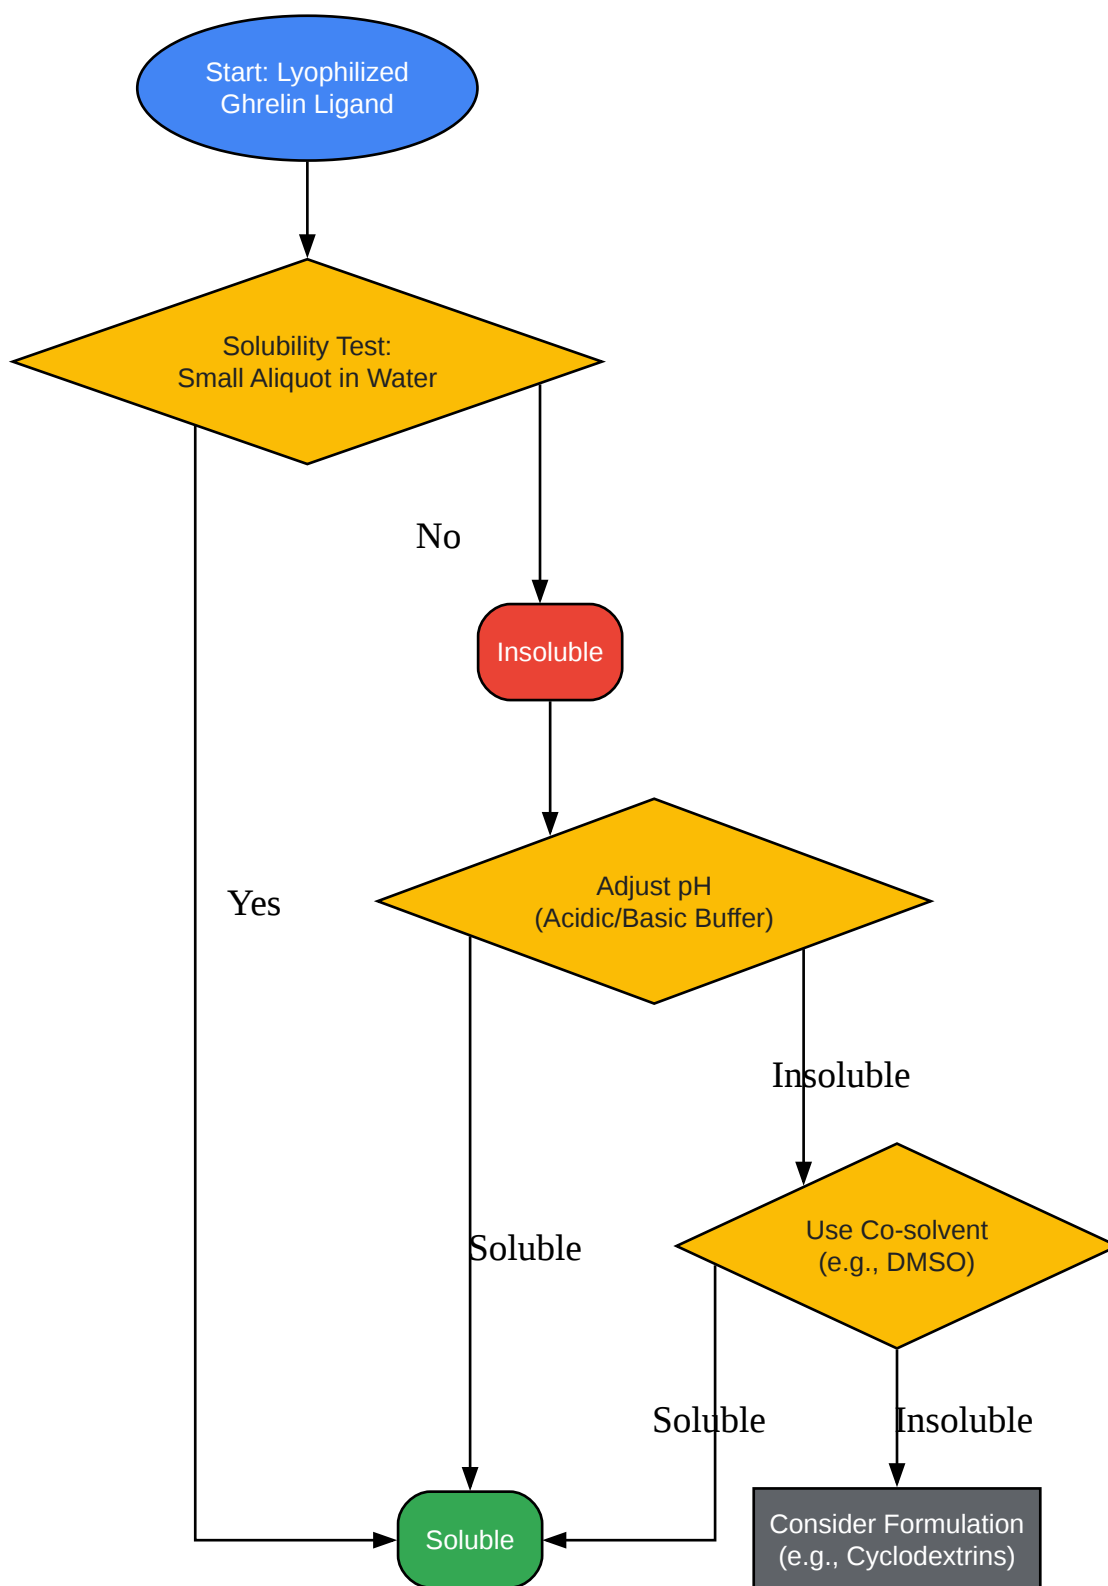 Start: Lyophilized
Ghrelin Ligand
Solubility Test:
Small Aliquot in Water
No
Insoluble
Yes
Adjust pH
(Acidic/Basic Buffer)
Insoluble
Soluble
Use Co-solvent
(e.g., DMSO)
Soluble
Insoluble
Soluble
Consider Formulation
(e.g., Cyclodextrins)